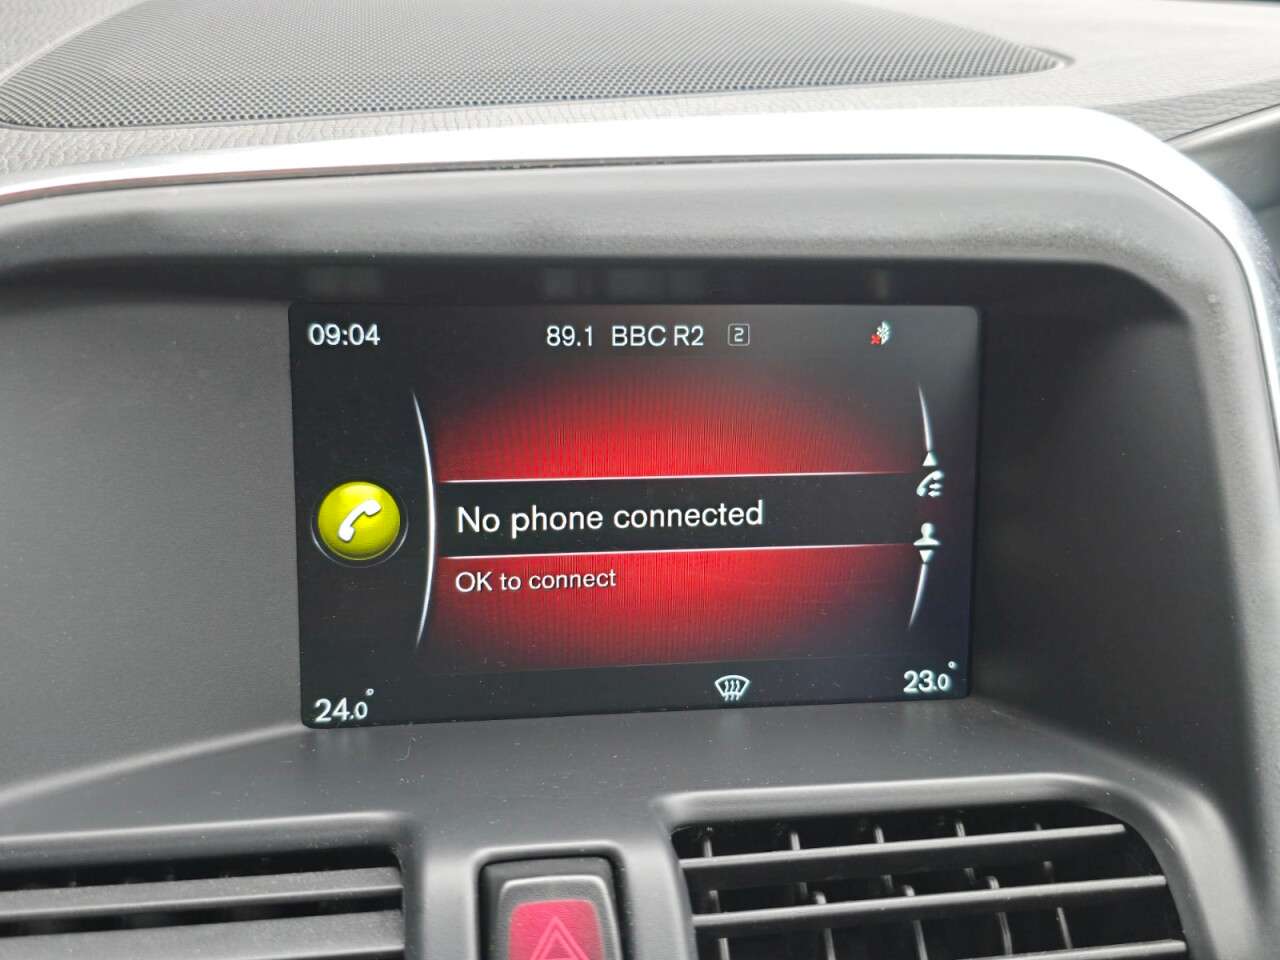 09:04 89.1 BBC R2 2
No phone connected
OK to connect
24.0° 23.0°